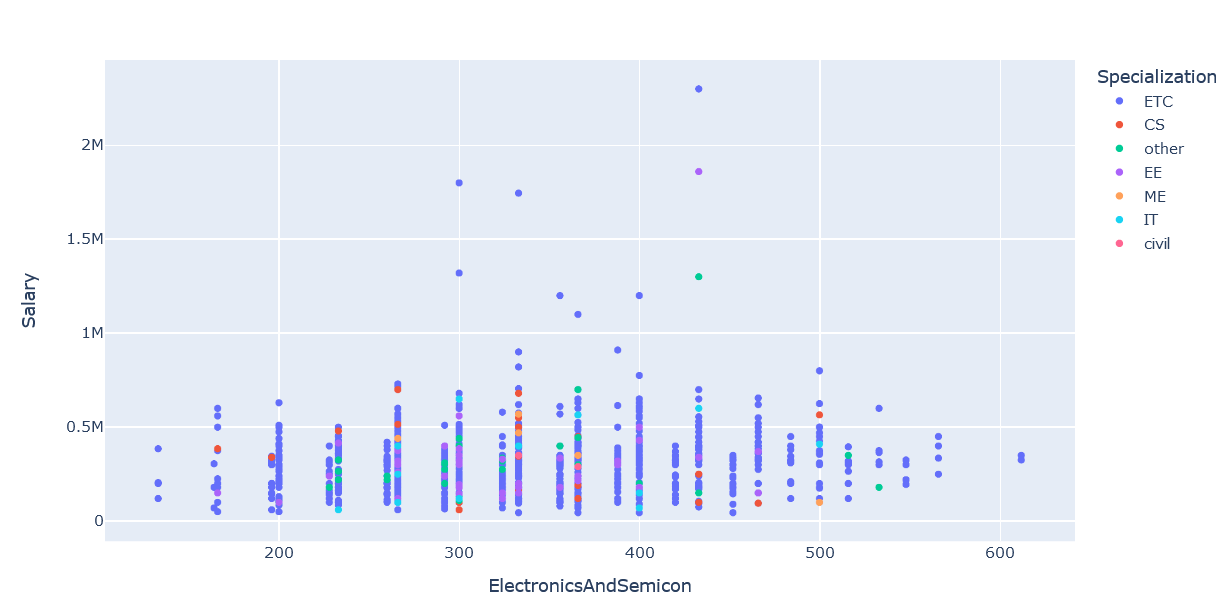 Specialization
ETC
CS
other
EE
ME
IT
civil
2M
1.5M
1M
0.5M
0
Salary
200 300 400 500 600
ElectronicsAndSemicon